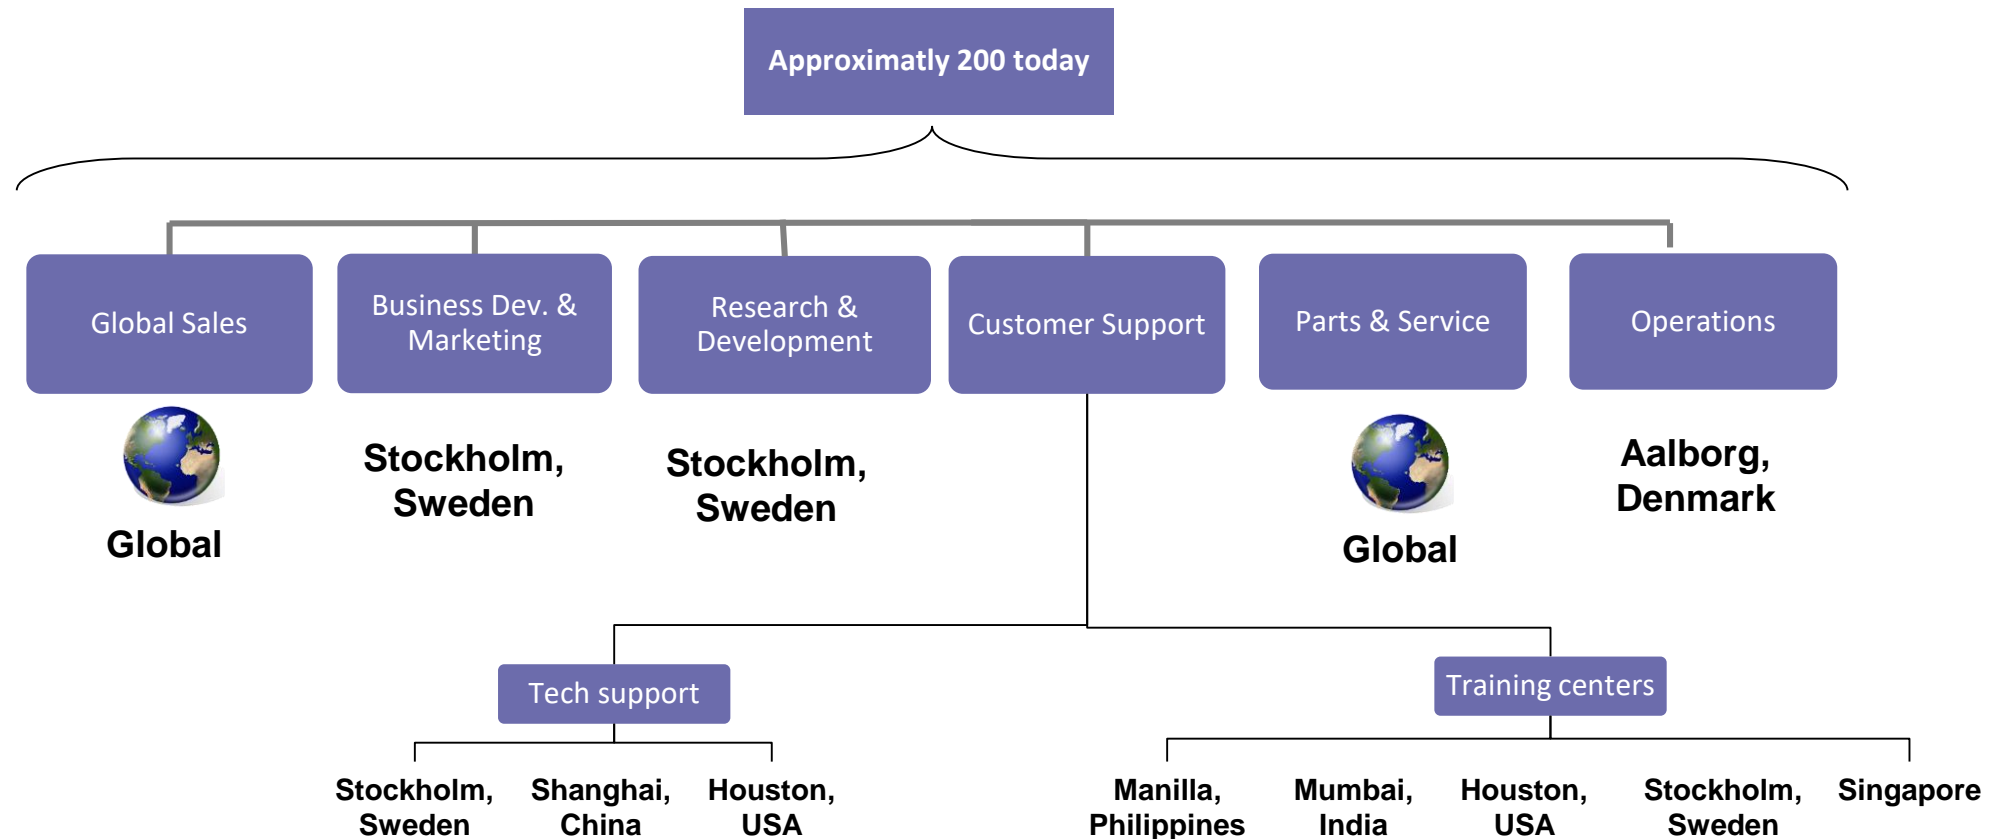 Approximatly 200 today
Global Sales
Business Dev. &
Marketing
Research &
Development
Customer Support
Parts & Service
Operations
Global
Stockholm,
Sweden
Stockholm,
Sweden
Global
Aalborg,
Denmark
Tech support
Training centers
Stockholm,
Sweden
Shanghai,
China
Houston,
USA
Manilla,
Philippines
Mumbai,
India
Houston,
USA
Stockholm,
Sweden
Singapore